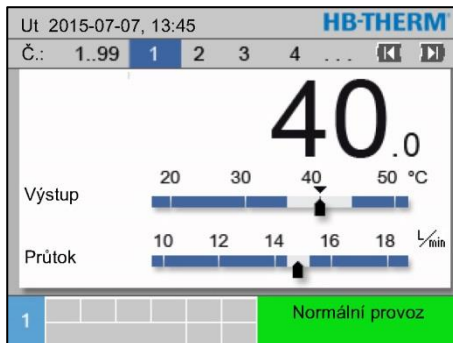 Ut 2015-07-07, 13:45 HB-THERM
Č.: 1..99 1 2 3 4 ...
40.0
20 30 40 50 °C
Výstup
10 12 14 16 18 L/min
Průtok
1 Normální provoz